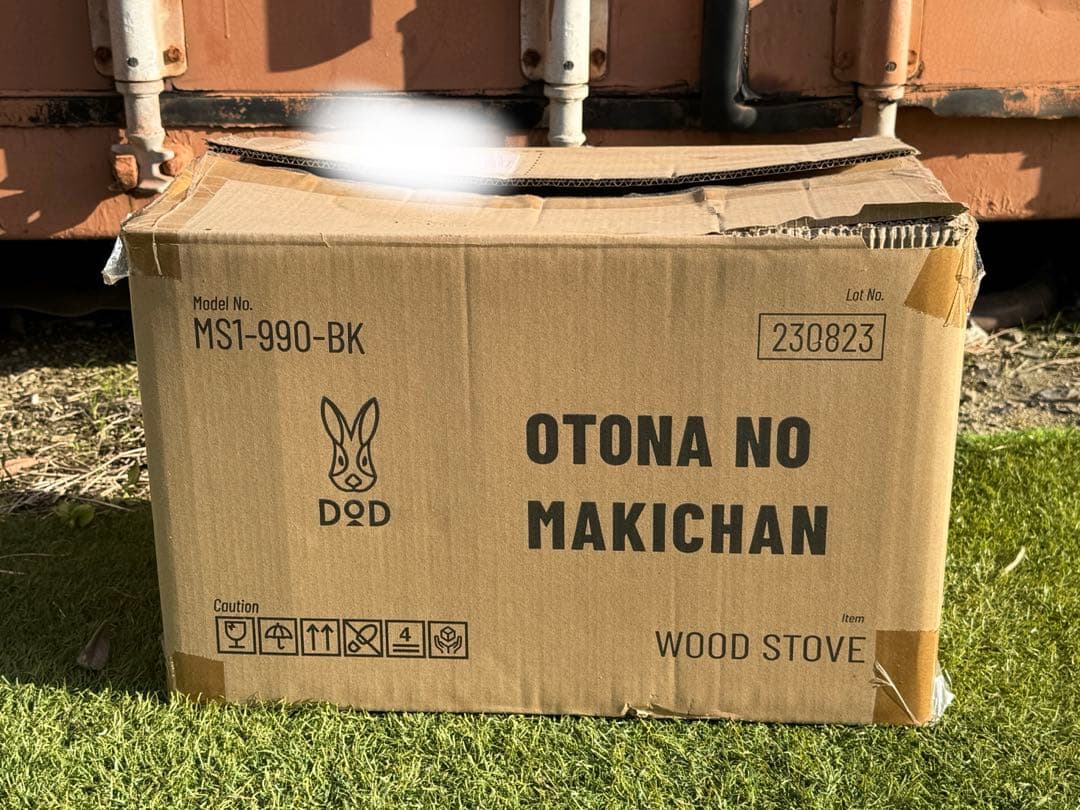 Model No.
MS1-990-BK
Lot No.
230823
DOD
OTONA NO
MAKICHAN
Caution
4
Item
WOOD STOVE